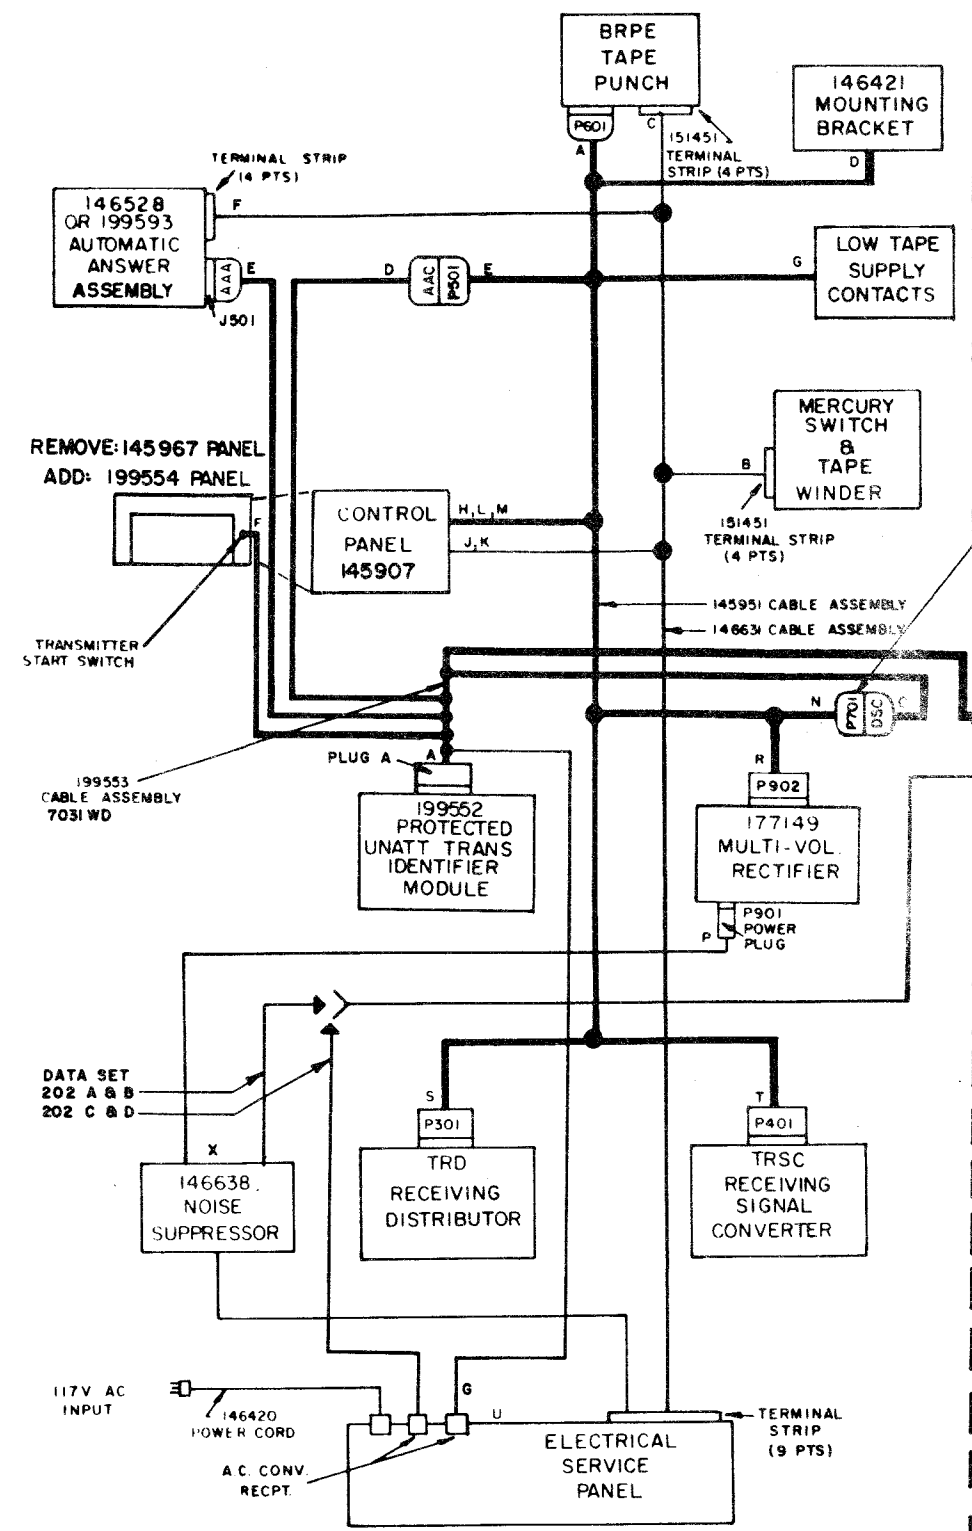 BRPE
TAPE
PUNCH
P601
C
A
151451
TERMINAL
STRIP (4 PTS)
146421
MOUNTING
BRACKET
D
TERMINAL STRIP
(4 PTS)
F
146528
OR 199593
AUTOMATIC
ANSWER
ASSEMBLY
AAA
E
J501
D
AAC
P501
E
G
LOW TAPE
SUPPLY
CONTACTS
MERCURY
SWITCH
&
TAPE
WINDER
B
151451
TERMINAL STRIP
(4 PTS)
REMOVE: 145967 PANEL
ADD: 199554 PANEL
F
CONTROL
PANEL
145907
H, L, M
J, K
145951 CABLE ASSEMBLY
146631 CABLE ASSEMBLY
TRANSMITTER
START SWITCH
N
P701
DSC
C
PLUG A
A
199553
CABLE ASSEMBLY
7031 WD
199552
PROTECTED
UNATT TRANS
IDENTIFIER
MODULE
R
P902
177149
MULTI-VOL.
RECTIFIER
P901
POWER
PLUG
P
DATA SET
202 A & B
202 C & D
X
146638
NOISE
SUPPRESSOR
S
P301
TRD
RECEIVING
DISTRIBUTOR
T
P401
TRSC
RECEIVING
SIGNAL
CONVERTER
117V AC
INPUT
146420
POWER CORD
G
U
A.C. CONV.
RECPT.
TERMINAL
STRIP
(9 PTS)
ELECTRICAL
SERVICE
PANEL